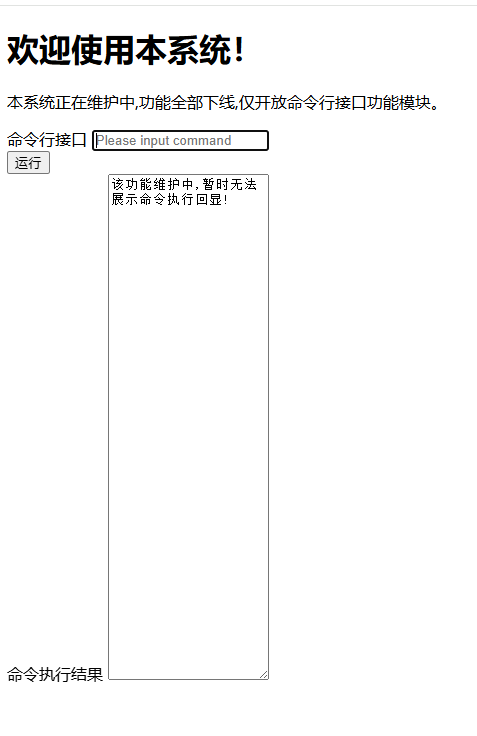 欢迎使用本系统！
本系统正在维护中,功能全部下线,仅开放命令行接口功能模块。
命令行接口 Please input command
运行
该功能维护中,暂时无法
展示命令执行回显!
命令执行结果